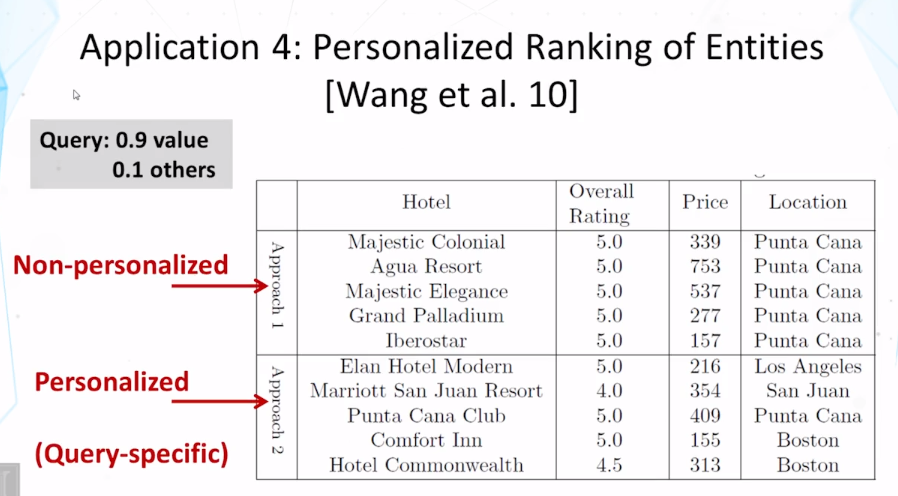 Application 4: Personalized Ranking of Entities
[Wang et al. 10]
Query: 0.9 value
0.1 others
Hotel Overall Rating Price Location
Non-personalized
Approach 1
Majestic Colonial 5.0 339 Punta Cana
Agua Resort 5.0 753 Punta Cana
Majestic Elegance 5.0 537 Punta Cana
Grand Palladium 5.0 277 Punta Cana
Iberostar 5.0 157 Punta Cana
Personalized
(Query-specific)
Approach 2
Elan Hotel Modern 5.0 216 Los Angeles
Marriott San Juan Resort 4.0 354 San Juan
Punta Cana Club 5.0 409 Punta Cana
Comfort Inn 5.0 155 Boston
Hotel Commonwealth 4.5 313 Boston